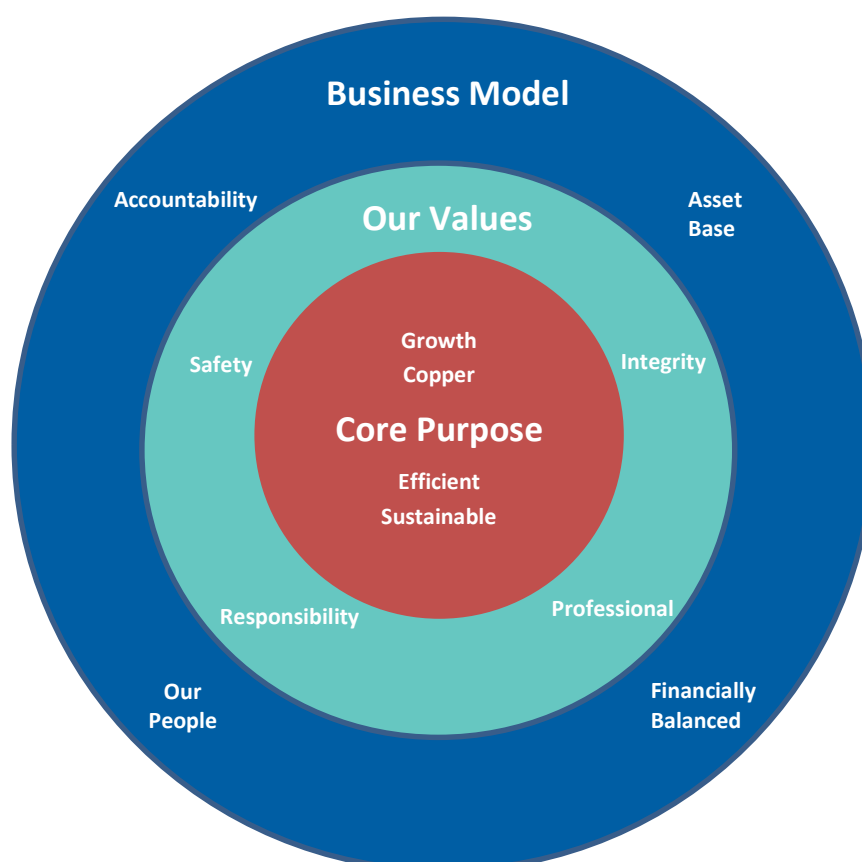 Business Model
Accountability
Asset
Base
Our Values
Safety
Integrity
Growth
Copper
Core Purpose
Efficient
Sustainable
Responsibility
Professional
Our
People
Financially
Balanced